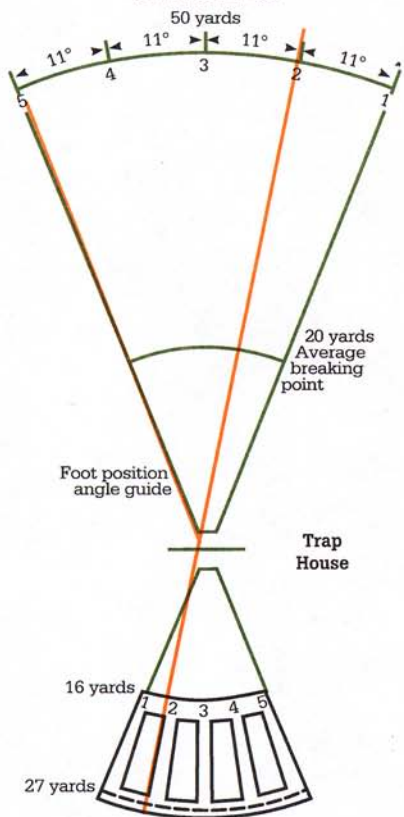 50 yards
11° 11° 11° 11°
5 4 3 2 1
20 yards
Average
breaking
point
Foot position
angle guide
Trap
House
16 yards
1 2 3 4 5
27 yards